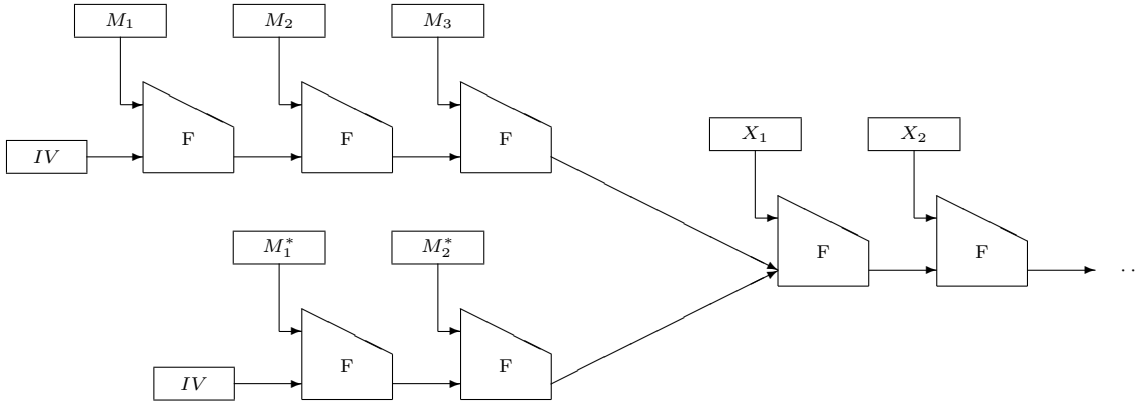 M₁ M₂ M₃
F F F
IV
X₁ X₂
F F ..
M₁* M₂*
F F
IV